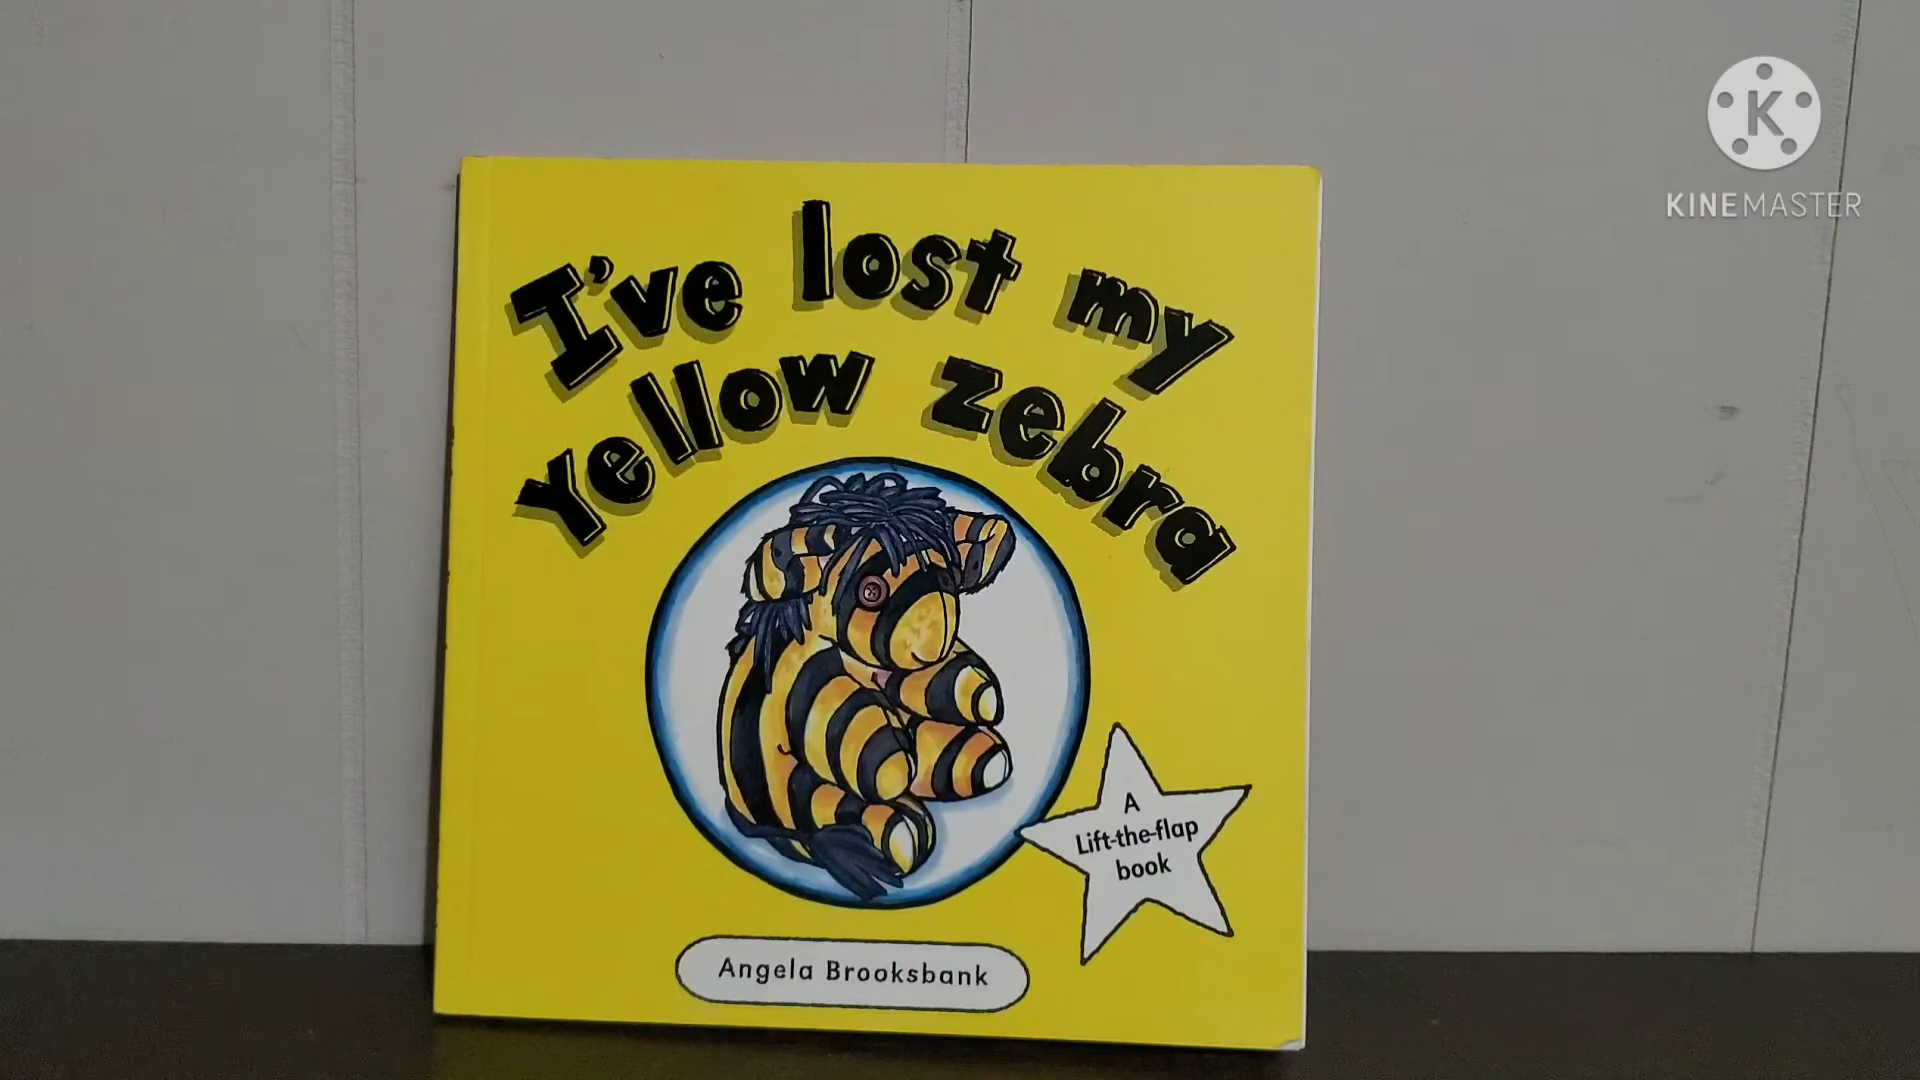 I've lost my
Yellow zebra
A
Lift-the-flap
book
Angela Brooksbank
K
KINEMASTER